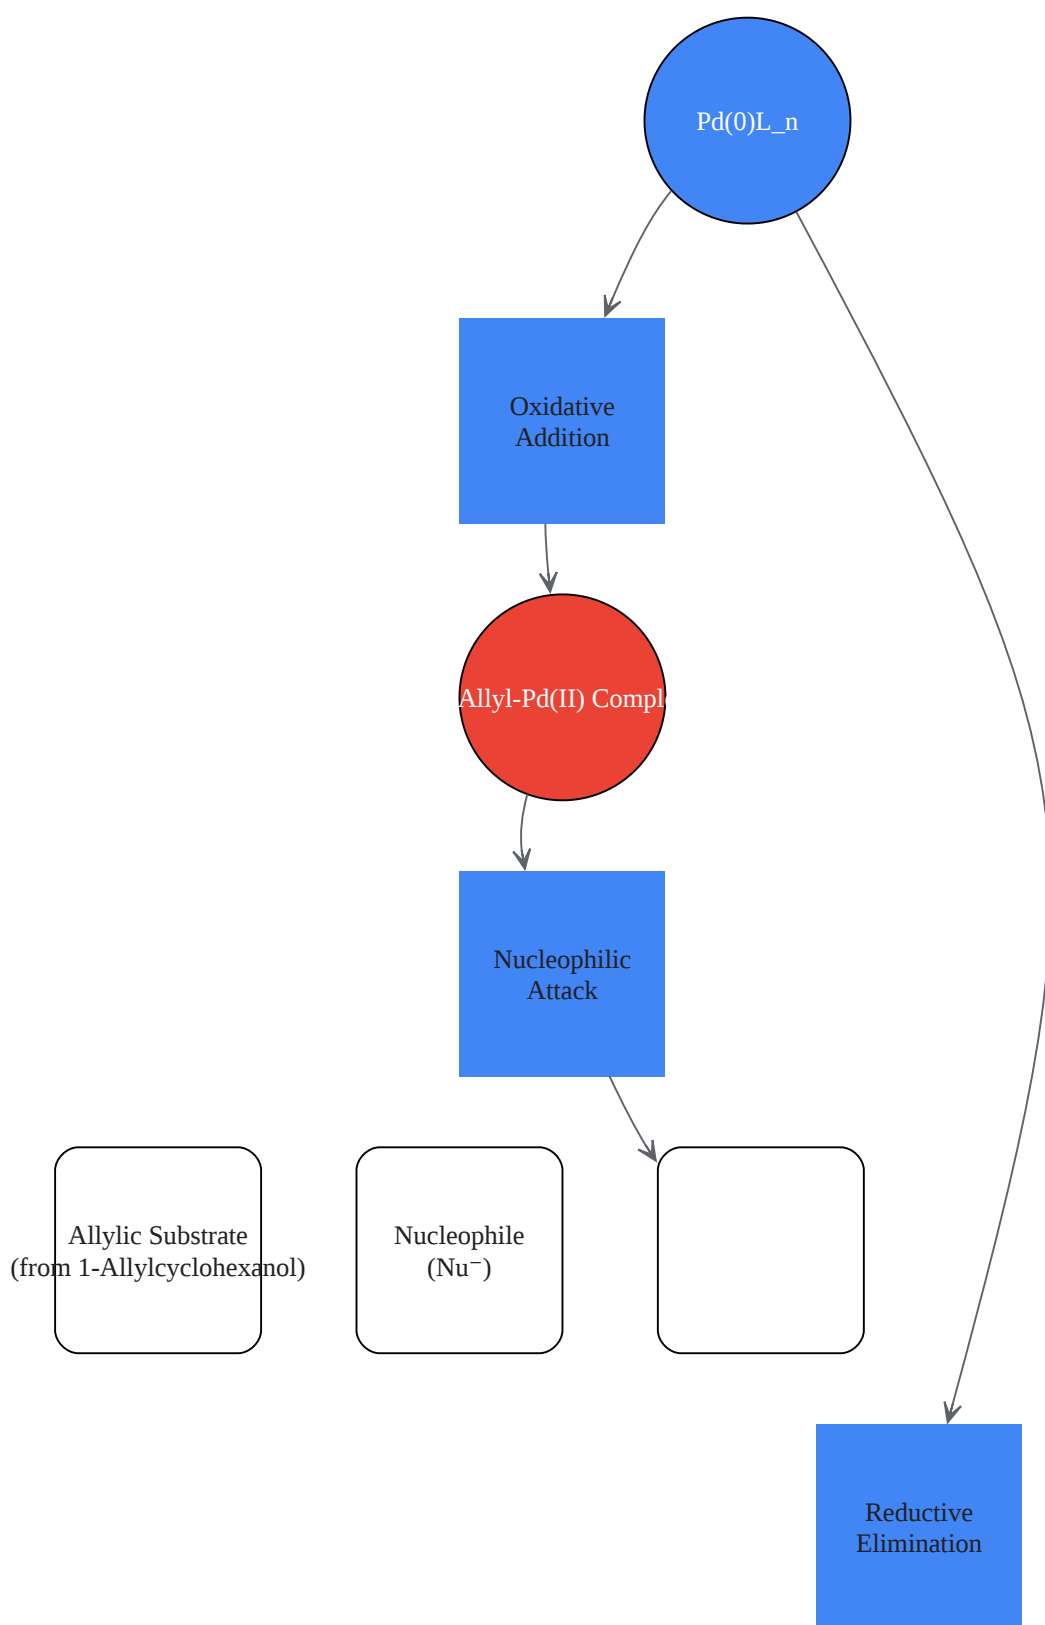 Pd(0)L_n
Oxidative
Addition
Allyl-Pd(II) Compl
Nucleophilic
Attack
Allylic Substrate
(from 1-Allylcyclohexanol)
Nucleophile
(Nu⁻)
Reductive
Elimination